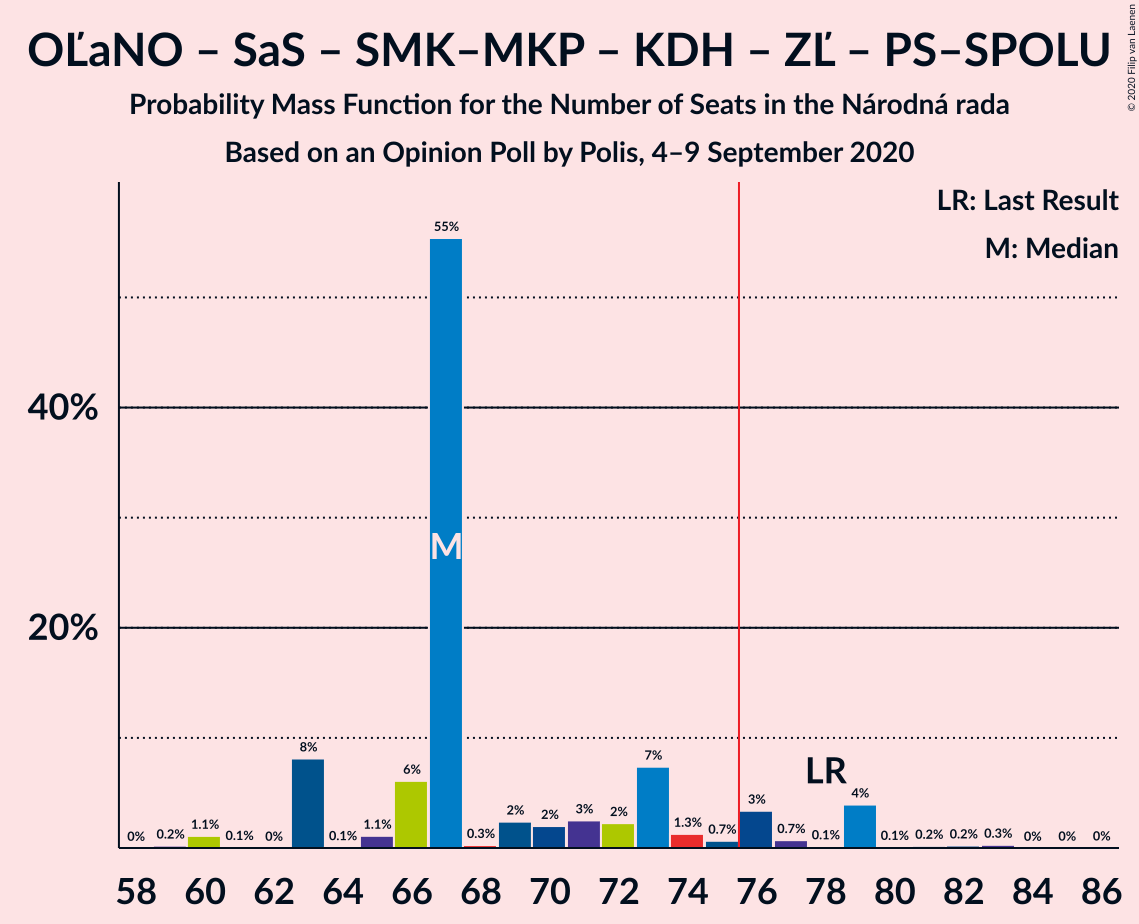 OĽaNO – SaS – SMK–MKP – KDH – ZĽ – PS–SPOLU
Probability Mass Function for the Number of Seats in the Národná rada
Based on an Opinion Poll by Polis, 4–9 September 2020
© 2020 Filip van Laenen
LR: Last Result
M: Median
40%
20%
0% 0.2% 1.1% 0.1% 0% 8% 0.1% 1.1% 6% 55% 0.3% 2% 2% 3% 2% 7% 1.3% 0.7% 3% 0.7% 0.1% 4% 0.1% 0.2% 0.2% 0.3% 0% 0% 0%
M
LR
58 60 62 64 66 68 70 72 74 76 78 80 82 84 86